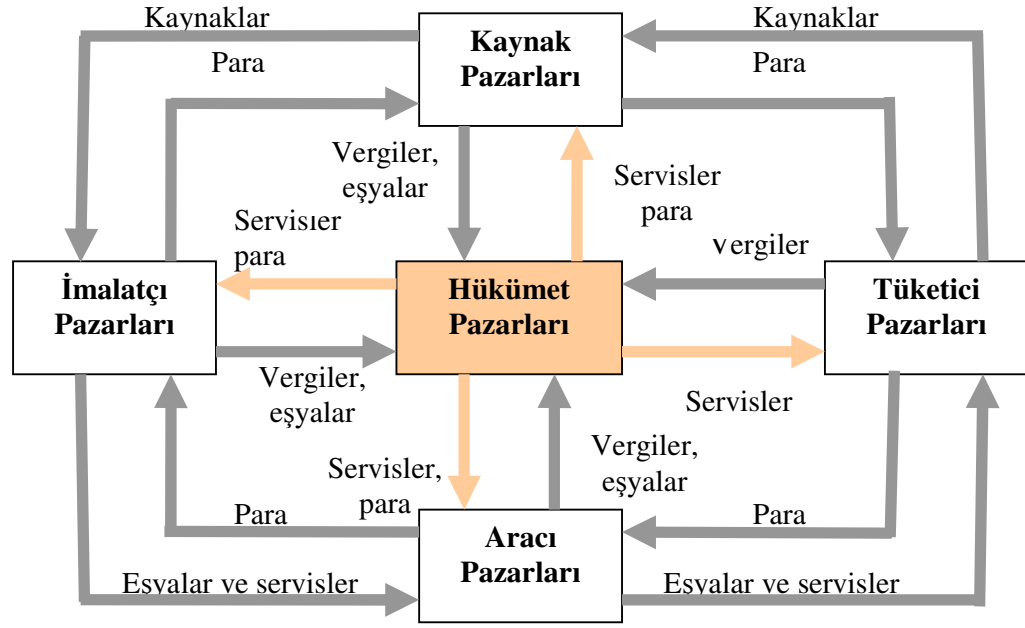 Kaynaklar
Kaynaklar
Kaynak
Pazarları
Para
Para
Vergiler,
eşyalar
Servisler
para
Servisler
para
Vergiler
İmalatçı
Pazarları
Hükümet
Pazarları
Tüketici
Pazarları
Vergiler,
eşyalar
Servisler
Vergiler,
eşyalar
Servisler,
para
Para
Para
Aracı
Pazarları
Eşyalar ve servisler
Eşyalar ve servisler